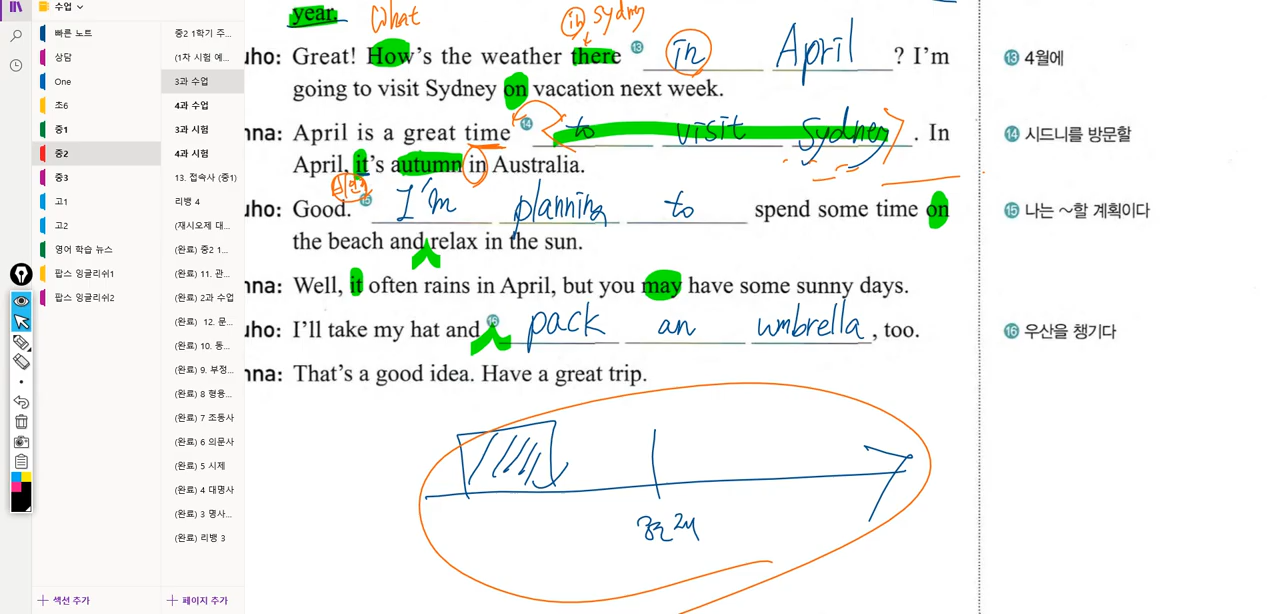 수업
빠른 노트
상담
One
초6
중1
중2
중3
고1
고2
영어 학습 뉴스
팝스 잉글리쉬1
팝스 잉글리쉬2
섹션 추가
중2 1학기 주...
(1차 시험 예...
3과 수업
4과 수업
3과 시험
4과 시험
13. 접속사 (중1)
리뱅 4
(재시오제 대...
(완료) 중2 1...
(완료) 11. 관...
(완료) 2과 수업
(완료) 12. 문...
(완료) 10. 동...
(완료) 9. 부정...
(완료) 8 형용...
(완료) 7 조동사
(완료) 6 의문사
(완료) 5 시제
(완료) 4 대명사
(완료) 3 명사...
(완료) 리뱅 3
페이지 추가
year.
What
in Sydney
uho: Great! How's the weather there ⑬ in April ? I'm
going to visit Sydney on vacation next week.
nna: April is a great time ⑭ to visit Sydney . In
April, it's autumn in Australia.
uho: Good. ⑮ I'm planning to spend some time on
the beach and relax in the sun.
nna: Well, it often rains in April, but you may have some sunny days.
uho: I'll take my hat and ⑯ pack an umbrella , too.
nna: That's a good idea. Have a great trip.
⑬ 4월에
⑭ 시드니를 방문할
⑮ 나는 ~할 계획이다
⑯ 우산을 챙기다